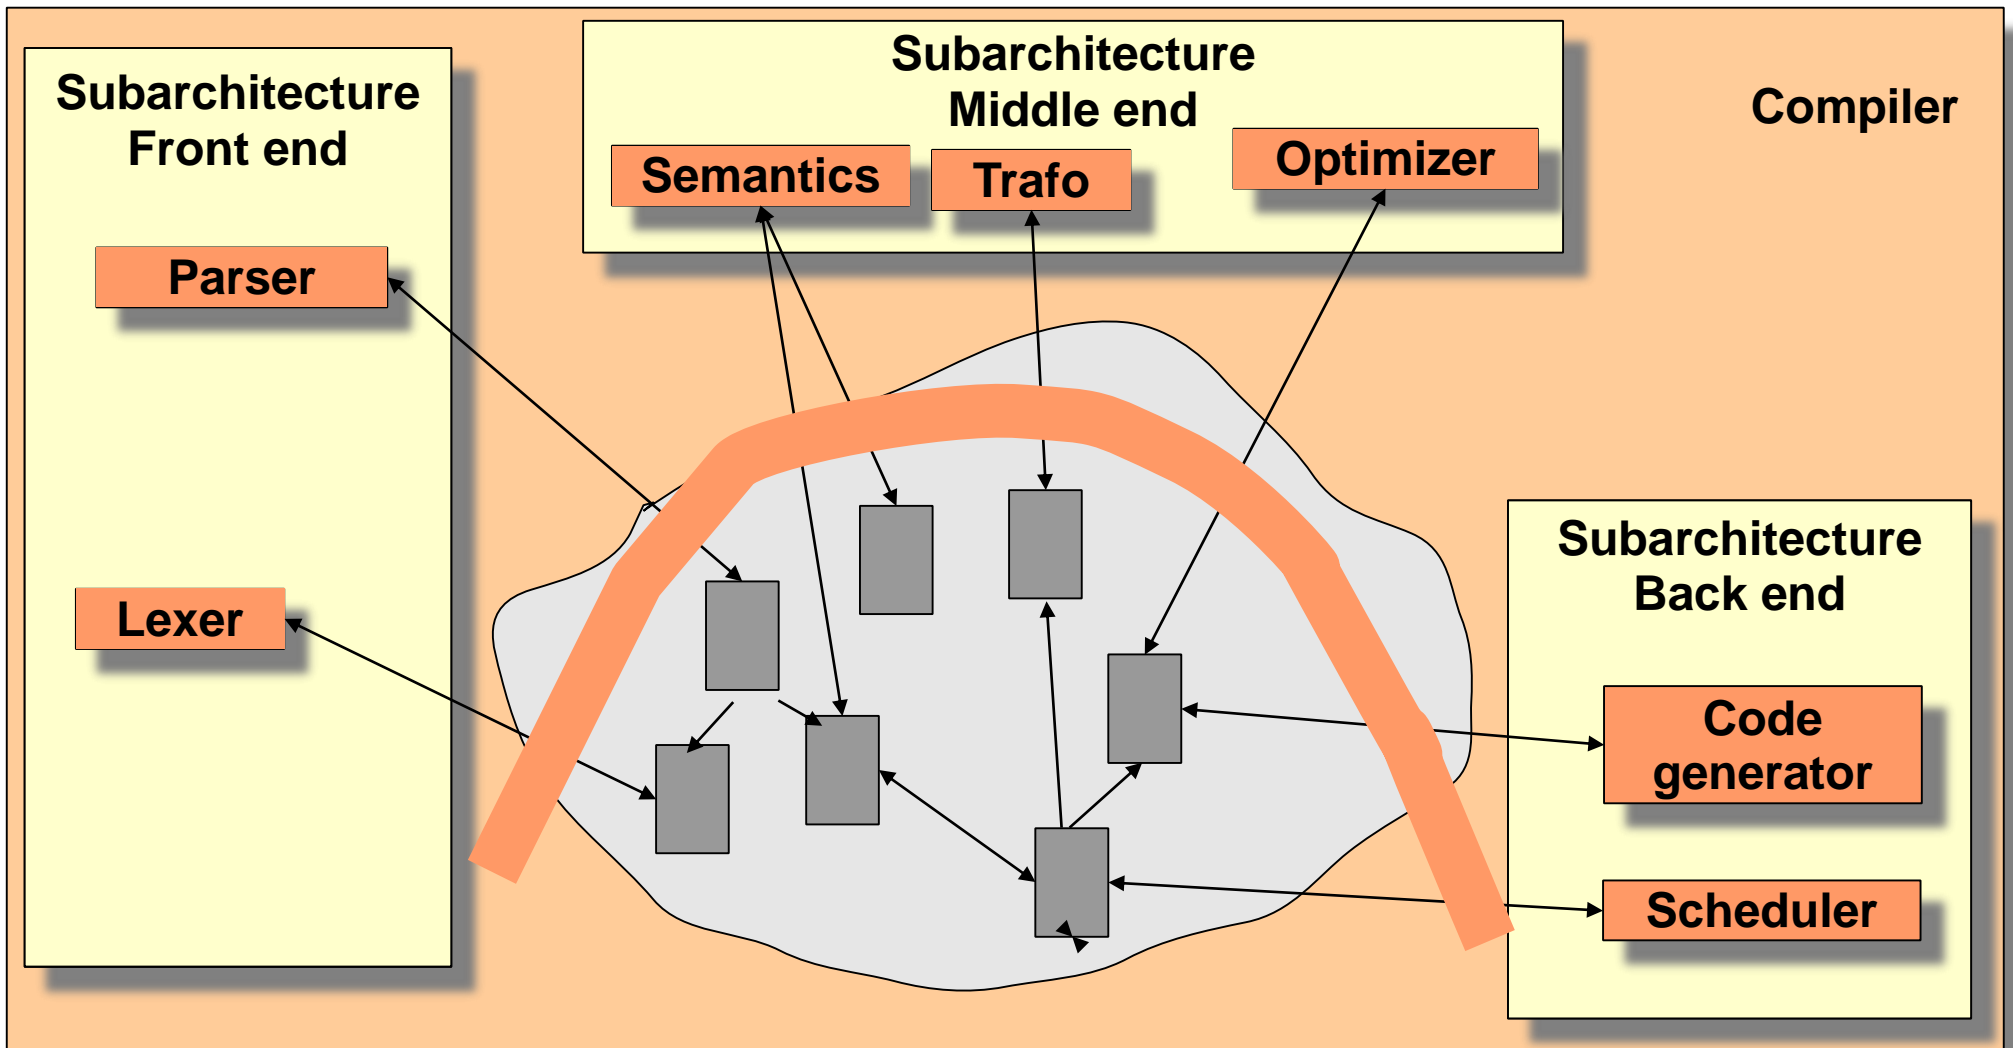 Subarchitecture
Front end
Parser
Lexer
Subarchitecture
Middle end
Semantics
Trafo
Optimizer
Compiler
Subarchitecture
Back end
Code
generator
Scheduler